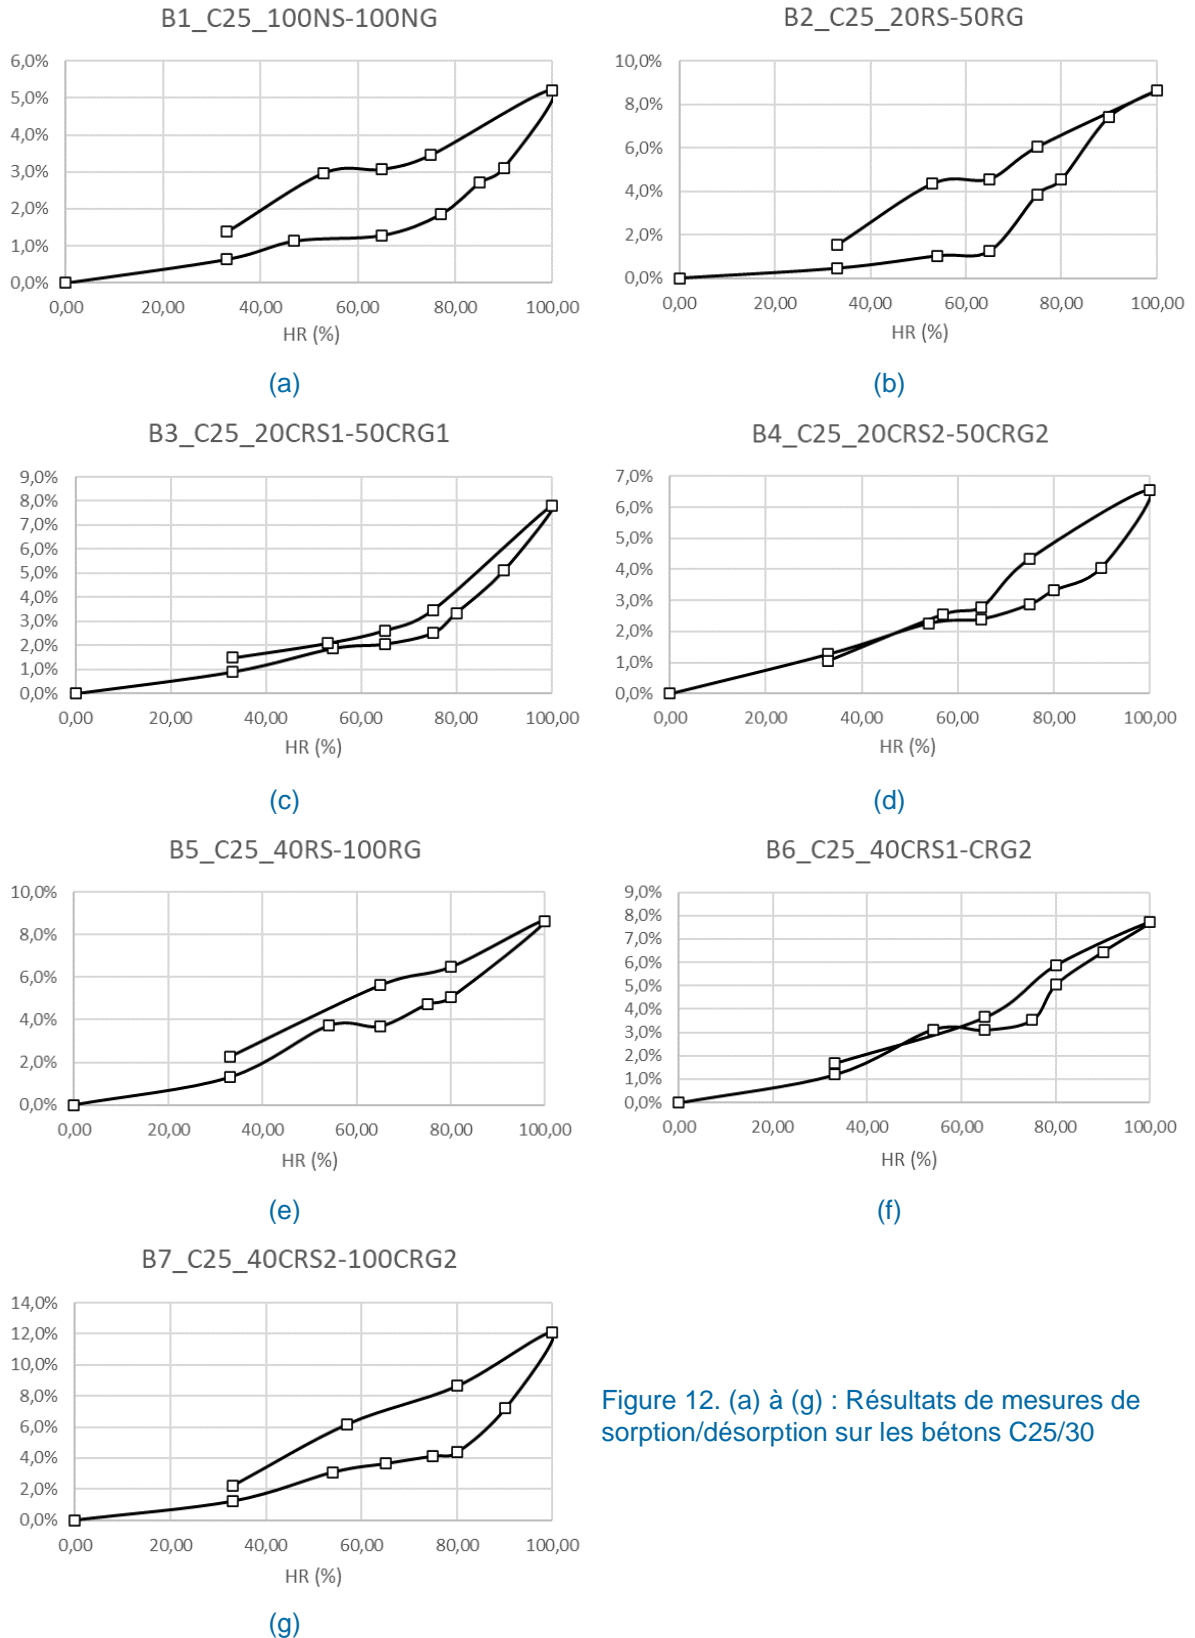 B1_C25_100NS-100NG
6,0%
5,0%
4,0%
3,0%
2,0%
1,0%
0,0%
0,00 20,00 40,00 60,00 80,00 100,00
HR (%)
(a)
B2_C25_20RS-50RG
10,0%
8,0%
6,0%
4,0%
2,0%
0,0%
0,00 20,00 40,00 60,00 80,00 100,00
HR (%)
(b)
B3_C25_20CRS1-50CRG1
9,0%
8,0%
7,0%
6,0%
5,0%
4,0%
3,0%
2,0%
1,0%
0,0%
0,00 20,00 40,00 60,00 80,00 100,00
HR (%)
(c)
B4_C25_20CRS2-50CRG2
7,0%
6,0%
5,0%
4,0%
3,0%
2,0%
1,0%
0,0%
0,00 20,00 40,00 60,00 80,00 100,00
HR (%)
(d)
B5_C25_40RS-100RG
10,0%
8,0%
6,0%
4,0%
2,0%
0,0%
0,00 20,00 40,00 60,00 80,00 100,00
HR (%)
(e)
B6_C25_40CRS1-CRG2
9,0%
8,0%
7,0%
6,0%
5,0%
4,0%
3,0%
2,0%
1,0%
0,0%
0,00 20,00 40,00 60,00 80,00 100,00
HR (%)
(f)
B7_C25_40CRS2-100CRG2
14,0%
12,0%
10,0%
8,0%
6,0%
4,0%
2,0%
0,0%
0,00 20,00 40,00 60,00 80,00 100,00
HR (%)
(g)
Figure 12. (a) à (g) : Résultats de mesures de
sorption/désorption sur les bétons C25/30